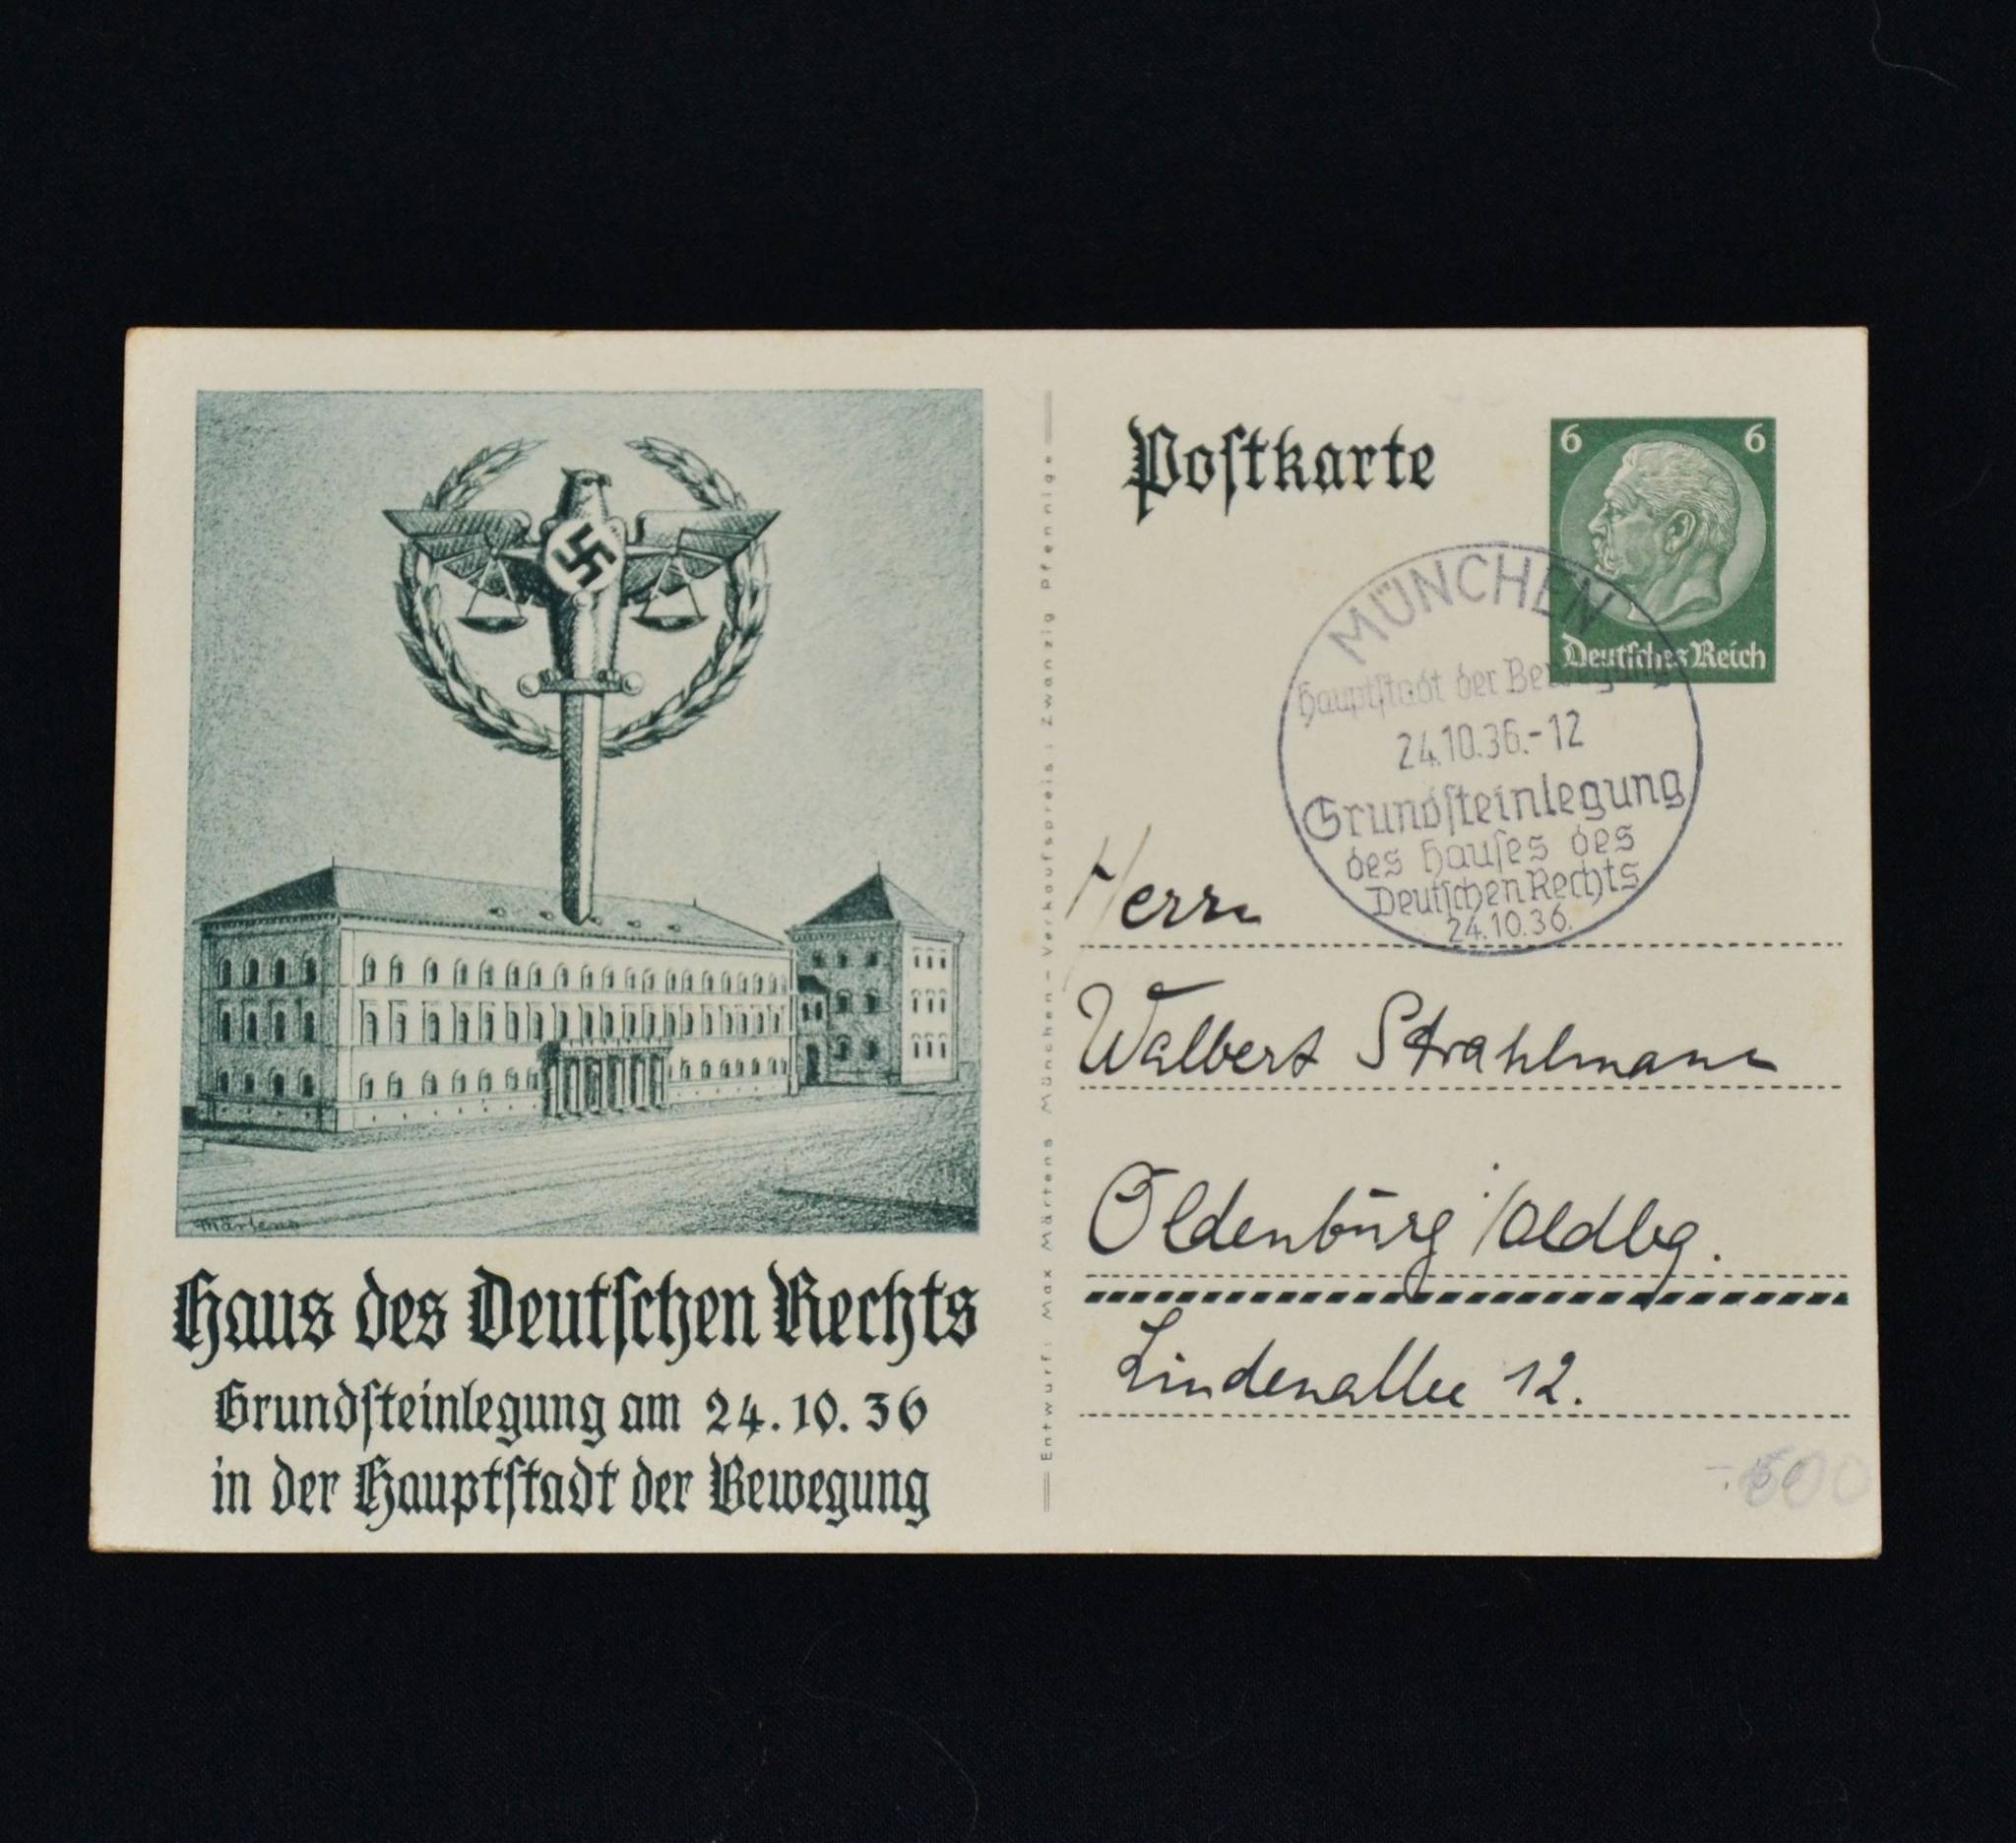 Märtens
Haus des Deutschen Rechts
Grundsteinlegung am 24.10.36
in der Hauptstadt der Bewegung
Entwurf: Max Märtens München - Verkaufspreis: Zwanzig Pfennige
Postkarte
6 6
Deutsches Reich
MÜNCHEN
Hauptstadt der Bewegung
24.10.36.-12
Grundsteinlegung
des Hauses des
Deutschen Rechts
24.10.36.
Herrn
Walbert Strahlmann
Oldenburg i/Oldbg.
Lindenallee 12.